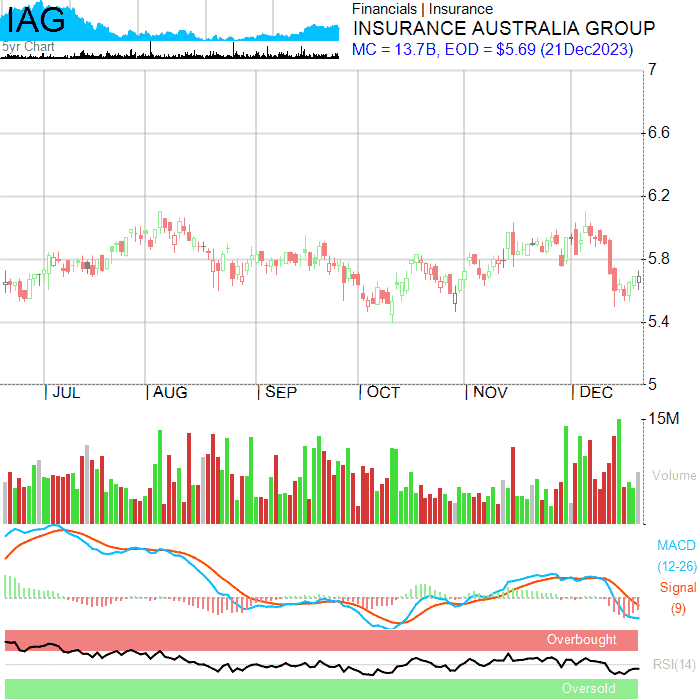 IAG
5yr Chart
Financials | Insurance
INSURANCE AUSTRALIA GROUP
MC = 13.7B, EOD = $5.69 (21Dec2023)
7
6.6
6.2
5.8
5.4
5
| JUL | AUG | SEP | OCT | NOV | DEC
15M
Volume
MACD
(12-26)
Signal
(9)
Overbought
RSI(14)
Oversold